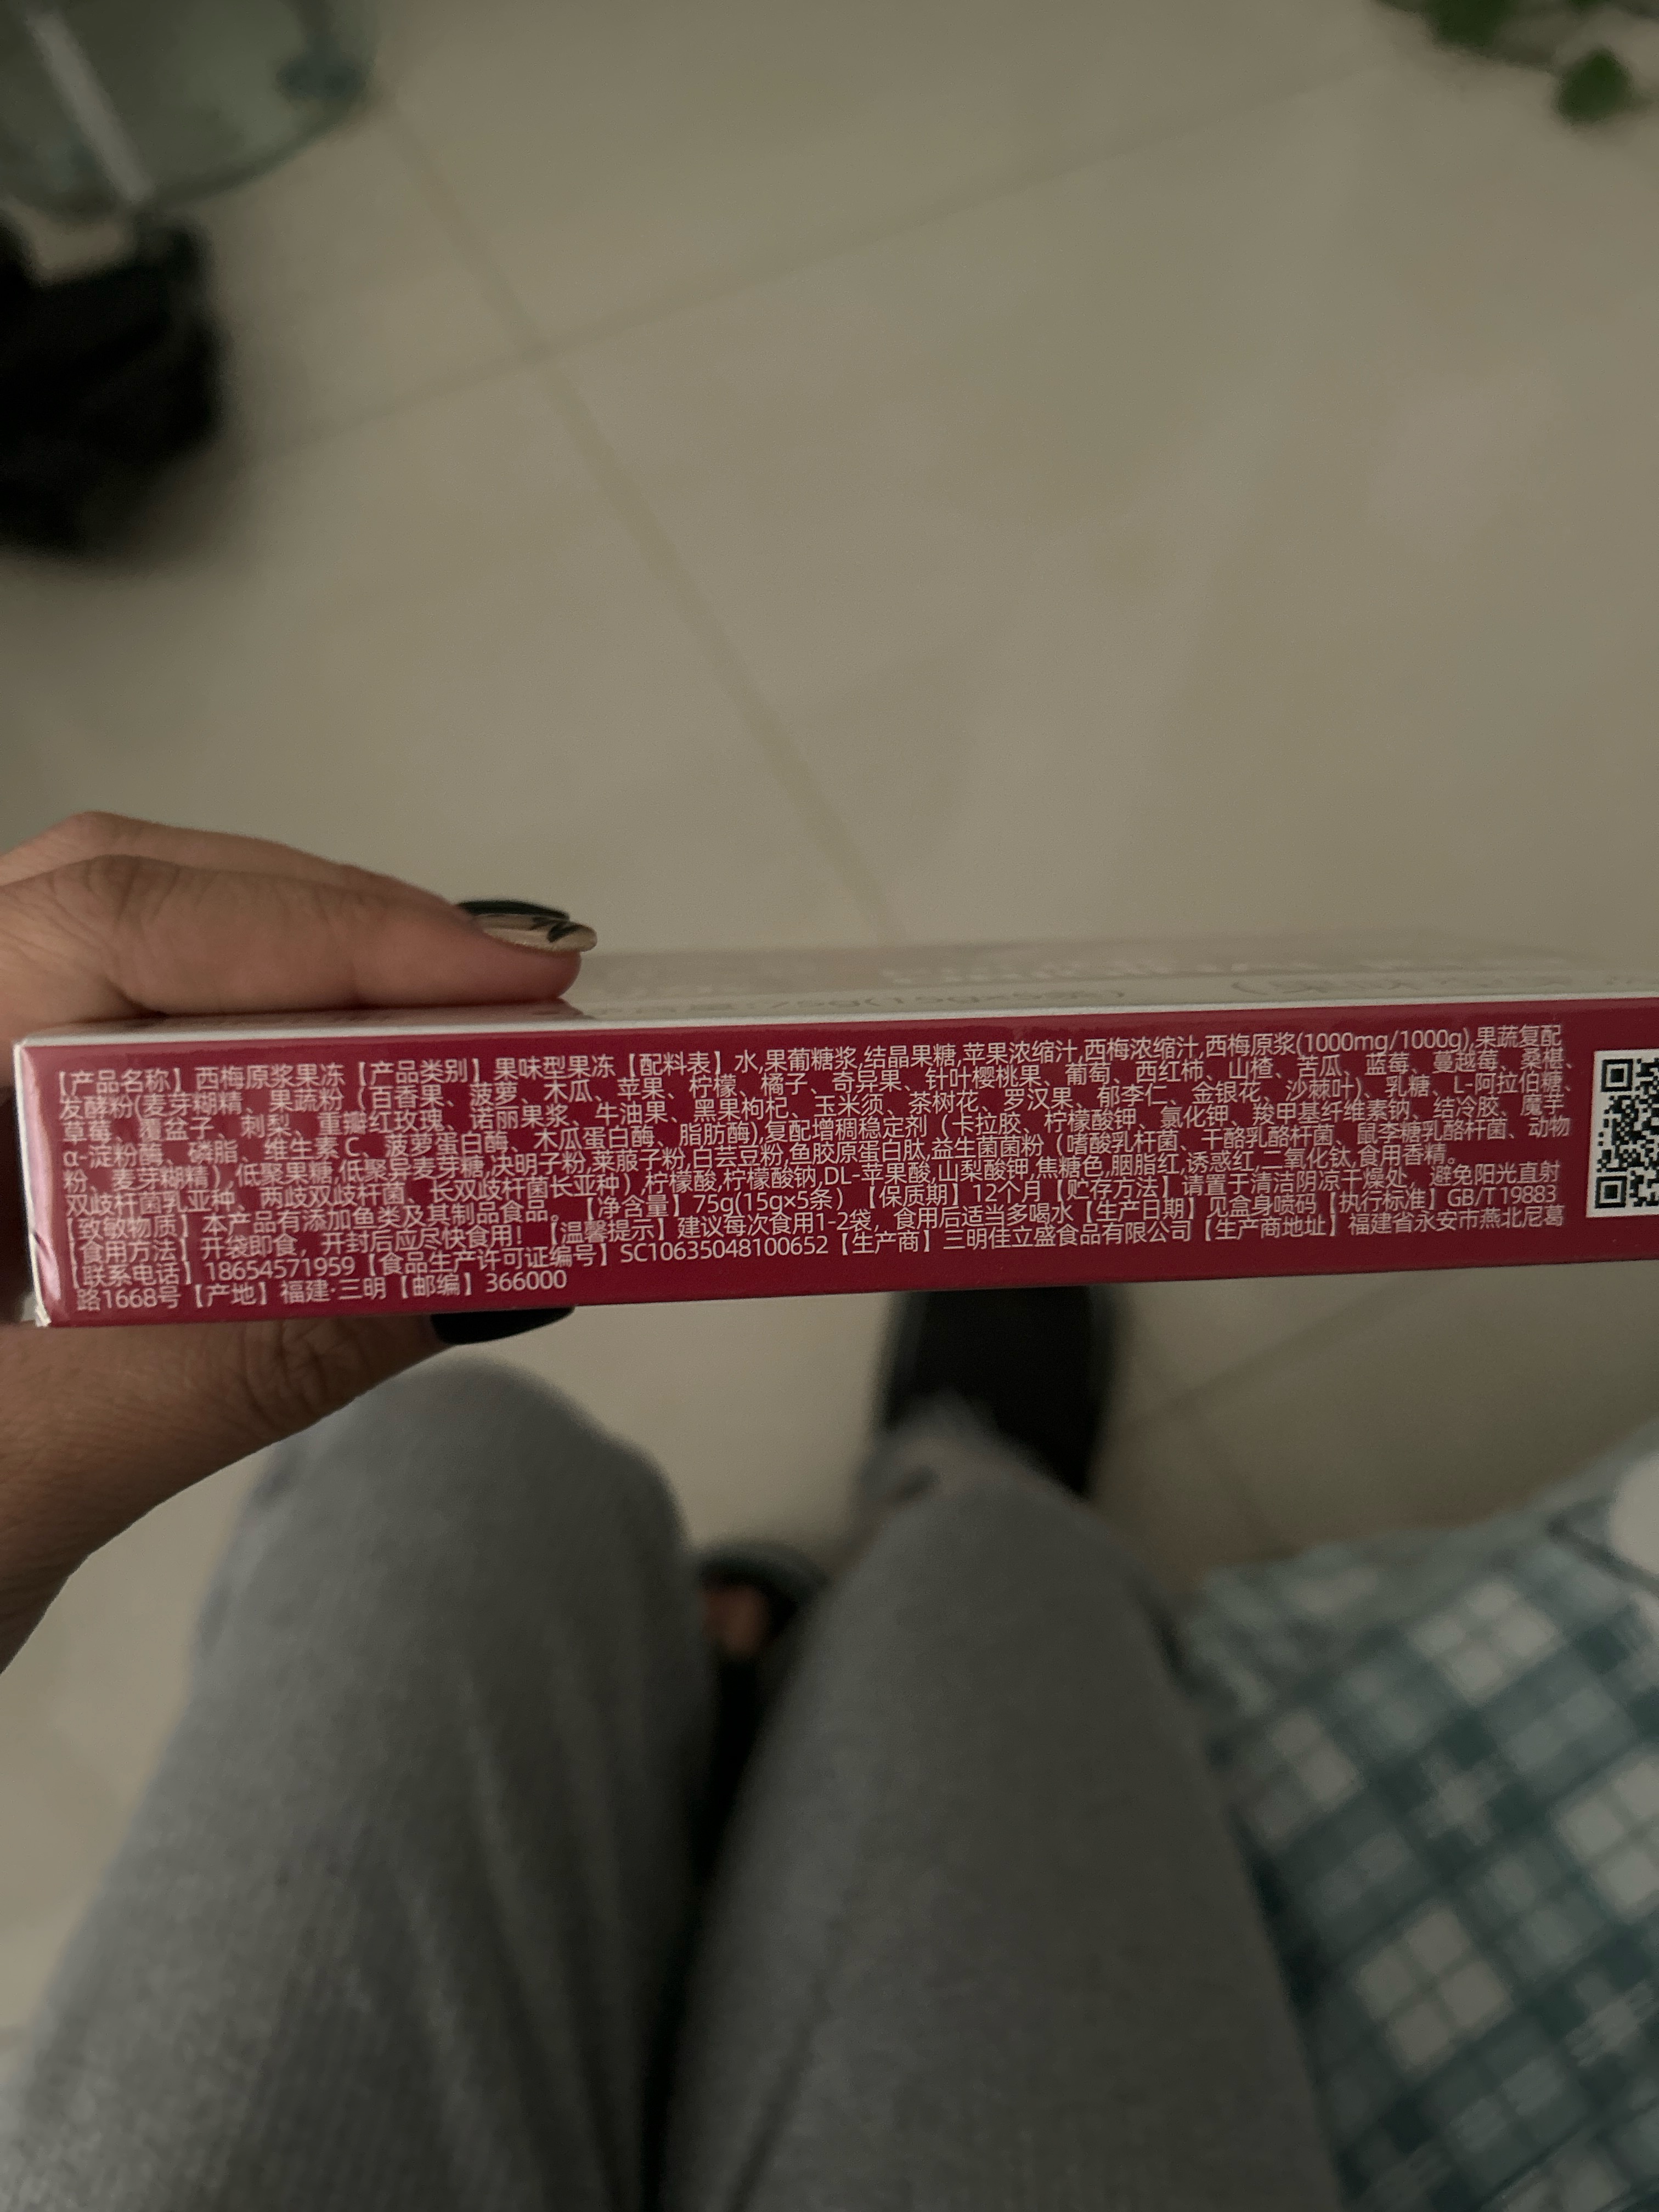 【产品名称】西梅原浆果冻【产品类别】果味型果冻【配料表】水,果葡糖浆,结晶果糖,苹果浓缩汁,西梅浓缩汁,西梅原浆(1000mg/1000g),果蔬复配
发酵粉(麦芽糊精、果蔬粉（百香果、菠萝、木瓜、苹果、柠檬、橘子、奇异果、针叶樱桃果、葡萄、西红柿、山楂、苦瓜、蓝莓、蔓越莓、桑椹、
草莓、覆盆子、刺梨、重瓣红玫瑰、诺丽果浆、牛油果、黑果枸杞、玉米须、茶树花、罗汉果、郁李仁、金银花、沙棘叶)、乳糖、L-阿拉伯糖、
α-淀粉酶、磷脂、维生素C、菠萝蛋白酶、木瓜蛋白酶、脂肪酶),复配增稠稳定剂（卡拉胶、柠檬酸钾、氯化钾、羧甲基纤维素钠、结冷胶、魔芋
粉、麦芽糊精）,低聚果糖,低聚异麦芽糖,决明子粉,莱服子粉,白芸豆粉,鱼胶原蛋白肽,益生菌菌粉（嗜酸乳杆菌、干酪乳酪杆菌、鼠李糖乳酪杆菌、动物
双歧杆菌乳亚种、两歧双歧杆菌、长双歧杆菌长亚种）,柠檬酸,柠檬酸钠,DL-苹果酸,山梨酸钾,焦糖色,胭脂红,诱惑红,二氧化钛,食用香精。
【致敏物质】本产品有添加鱼类及其制品食品。【净含量】75g(15g×5条）【保质期】12个月【贮存方法】请置于清洁阴凉干燥处、避免阳光直射
【食用方法】开袋即食，开封后应尽快食用！【温馨提示】建议每次食用1-2袋，食用后适当多喝水【生产日期】见盒身喷码【执行标准】GB/T19883
【联系电话】18654571959【食品生产许可证编号】SC10635048100652【生产商】三明佳立盛食品有限公司【生产商地址】福建省永安市燕北尼葛
路1668号【产地】福建·三明【邮编】366000